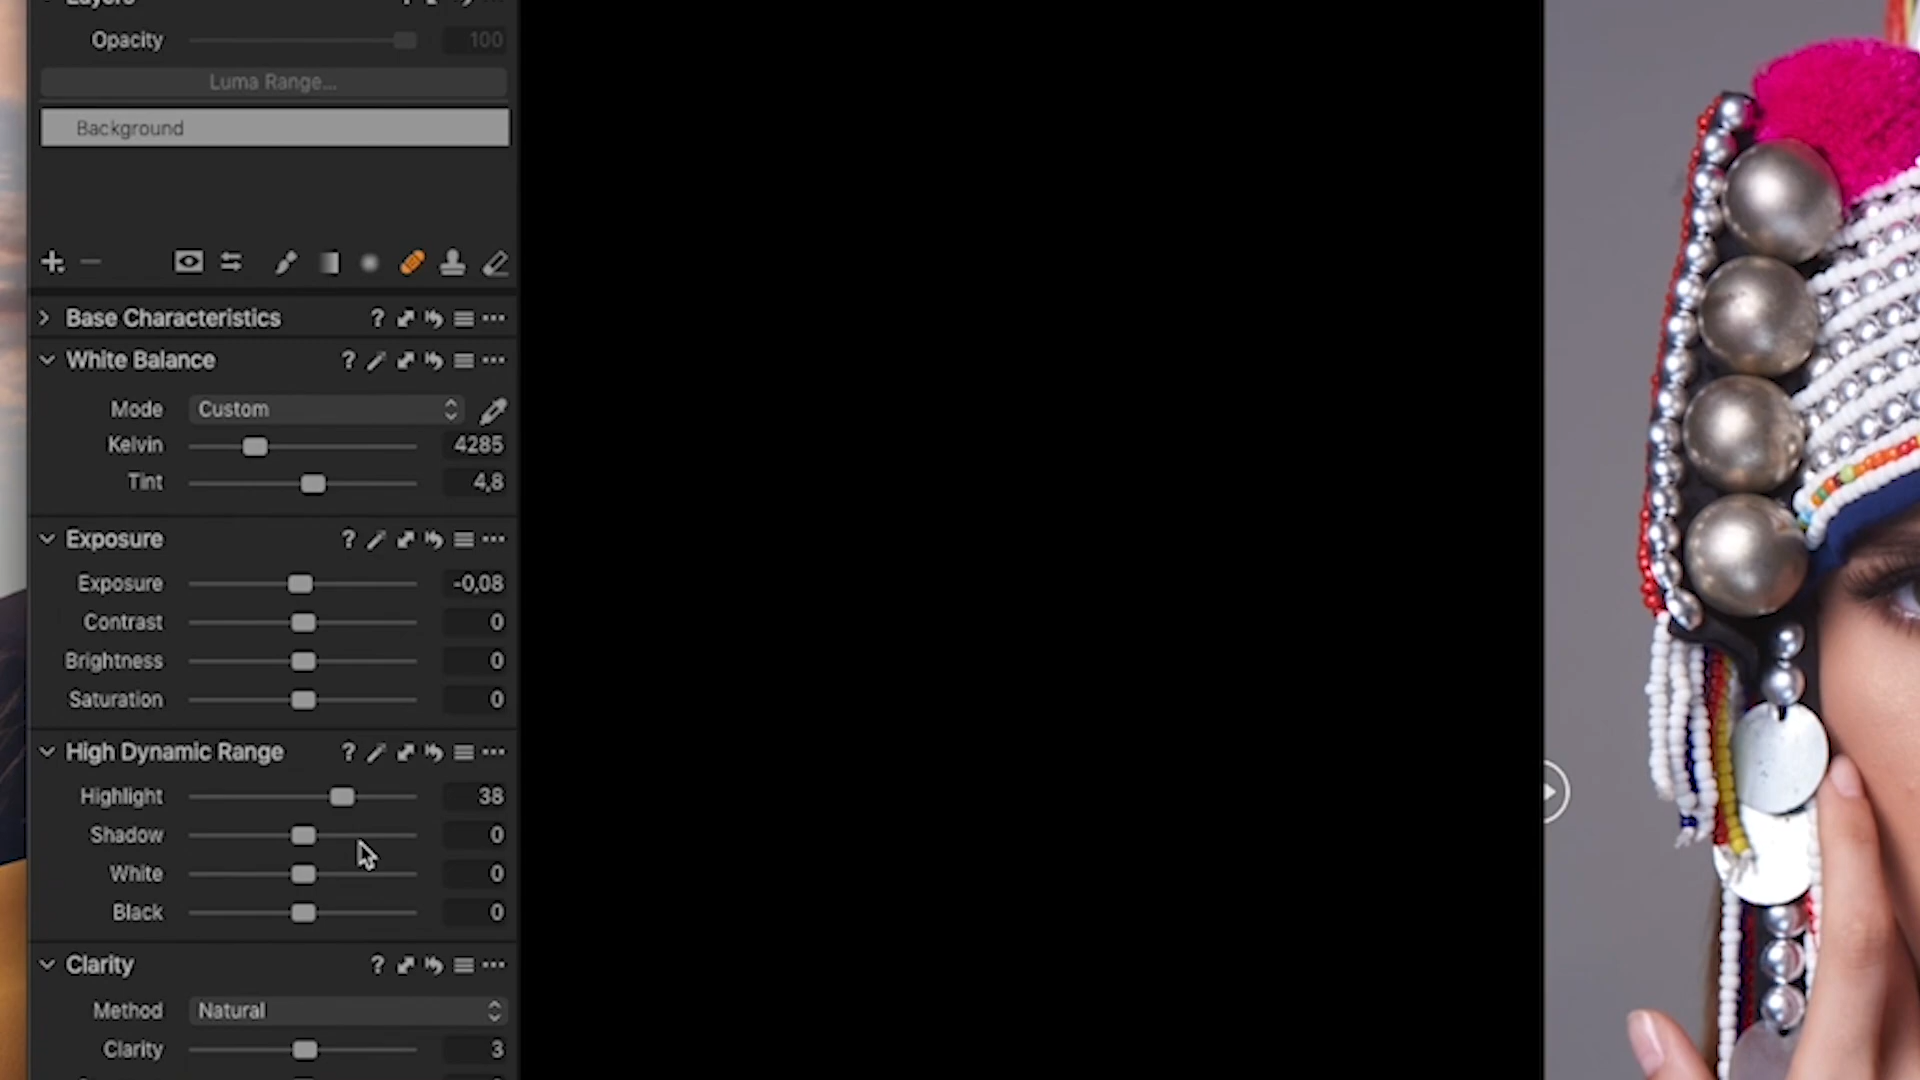 Layers
Opacity 100
Luma Range...
Background
Base Characteristics ?
White Balance ?
Mode Custom
Kelvin 4285
Tint 4,8
Exposure ?
Exposure -0,08
Contrast 0
Brightness 0
Saturation 0
High Dynamic Range ?
Highlight 38
Shadow 0
White 0
Black 0
Clarity ?
Method Natural
Clarity 3